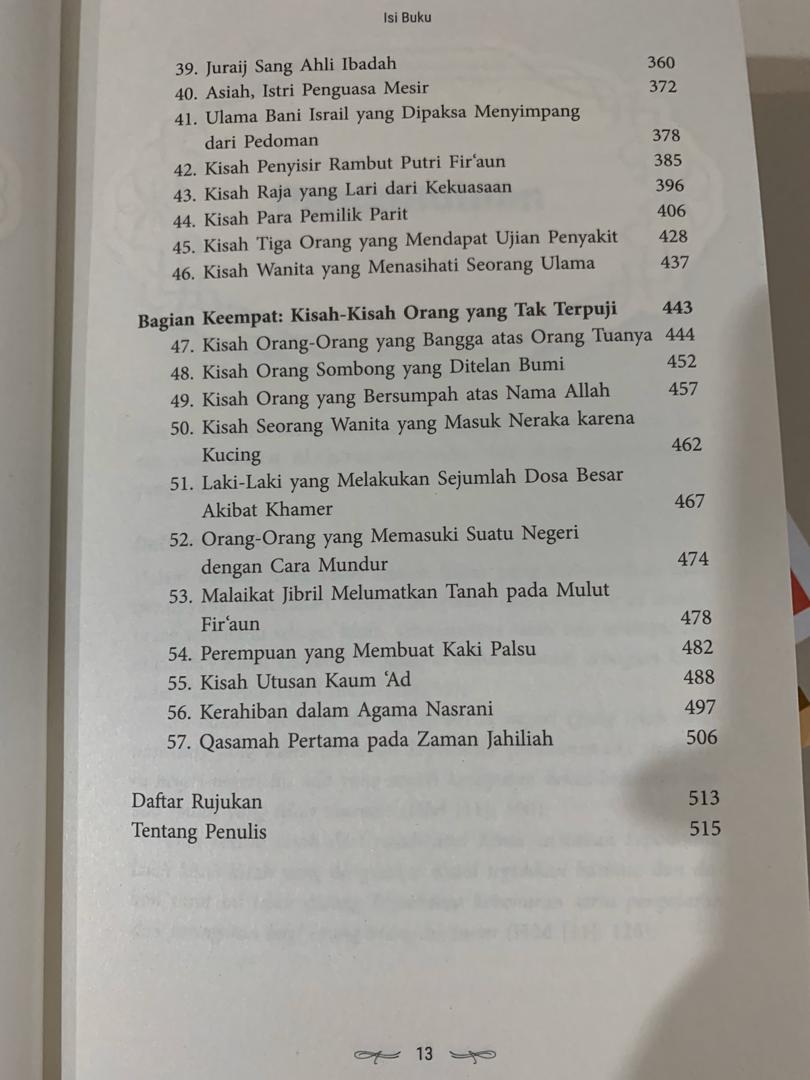 Isi Buku
39. Juraij Sang Ahli Ibadah 360
40. Asiah, Istri Penguasa Mesir 372
41. Ulama Bani Israil yang Dipaksa Menyimpang
dari Pedoman 378
42. Kisah Penyisir Rambut Putri Fir‘aun 385
43. Kisah Raja yang Lari dari Kekuasaan 396
44. Kisah Para Pemilik Parit 406
45. Kisah Tiga Orang yang Mendapat Ujian Penyakit 428
46. Kisah Wanita yang Menasihati Seorang Ulama 437
Bagian Keempat: Kisah-Kisah Orang yang Tak Terpuji 443
47. Kisah Orang-Orang yang Bangga atas Orang Tuanya 444
48. Kisah Orang Sombong yang Ditelan Bumi 452
49. Kisah Orang yang Bersumpah atas Nama Allah 457
50. Kisah Seorang Wanita yang Masuk Neraka karena
Kucing 462
51. Laki-Laki yang Melakukan Sejumlah Dosa Besar
Akibat Khamer 467
52. Orang-Orang yang Memasuki Suatu Negeri
dengan Cara Mundur 474
53. Malaikat Jibril Melumatkan Tanah pada Mulut
Fir‘aun 478
54. Perempuan yang Membuat Kaki Palsu 482
55. Kisah Utusan Kaum ‘Ad 488
56. Kerahiban dalam Agama Nasrani 497
57. Qasamah Pertama pada Zaman Jahiliah 506
Daftar Rujukan 513
Tentang Penulis 515
13